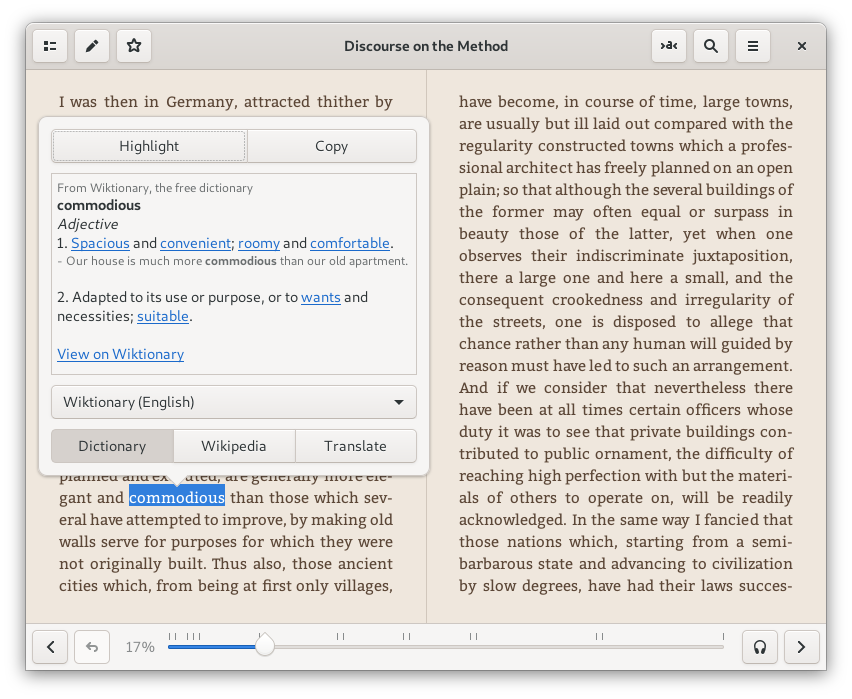 Discourse on the Method
›a‹
I was then in Germany, attracted thither by
Highlight
Copy
From Wiktionary, the free dictionary
commodious
Adjective
1. Spacious and convenient; roomy and comfortable.
- Our house is much more commodious than our old apartment.
2. Adapted to its use or purpose, or to wants and
necessities; suitable.
View on Wiktionary
Wiktionary (English)
Dictionary
Wikipedia
Translate
planned and executed, are generally more ele-
gant and commodious than those which sev-
eral have attempted to improve, by making old
walls serve for purposes for which they were
not originally built. Thus also, those ancient
cities which, from being at first only villages,
have become, in course of time, large towns,
are usually but ill laid out compared with the
regularity constructed towns which a profes-
sional architect has freely planned on an open
plain; so that although the several buildings of
the former may often equal or surpass in
beauty those of the latter, yet when one
observes their indiscriminate juxtaposition,
there a large one and here a small, and the
consequent crookedness and irregularity of
the streets, one is disposed to allege that
chance rather than any human will guided by
reason must have led to such an arrangement.
And if we consider that nevertheless there
have been at all times certain officers whose
duty it was to see that private buildings con-
tributed to public ornament, the difficulty of
reaching high perfection with but the materi-
als of others to operate on, will be readily
acknowledged. In the same way I fancied that
those nations which, starting from a semi-
barbarous state and advancing to civilization
by slow degrees, have had their laws succes-
17%